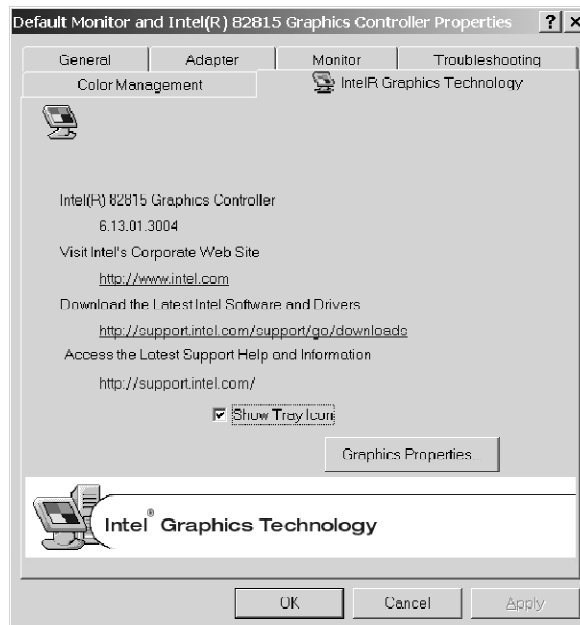 Default Monitor and Intel(R) 82815 Graphics Controller Properties ? ×
General Adapter Monitor Troubleshooting
Color Management IntelR Graphics Technology
Intel(R) 82815 Graphics Controller
6.13.01.3004
Visit Intel's Corporate Web Site
http://www.intel.com
Download the Latest Intel Software and Drivers
http://support.intel.com/support/go/downloads
Access the Latest Support Help and Information
http://support.intel.com/
Show Tray Icon
Graphics Properties...
Intel® Graphics Technology
OK Cancel Apply